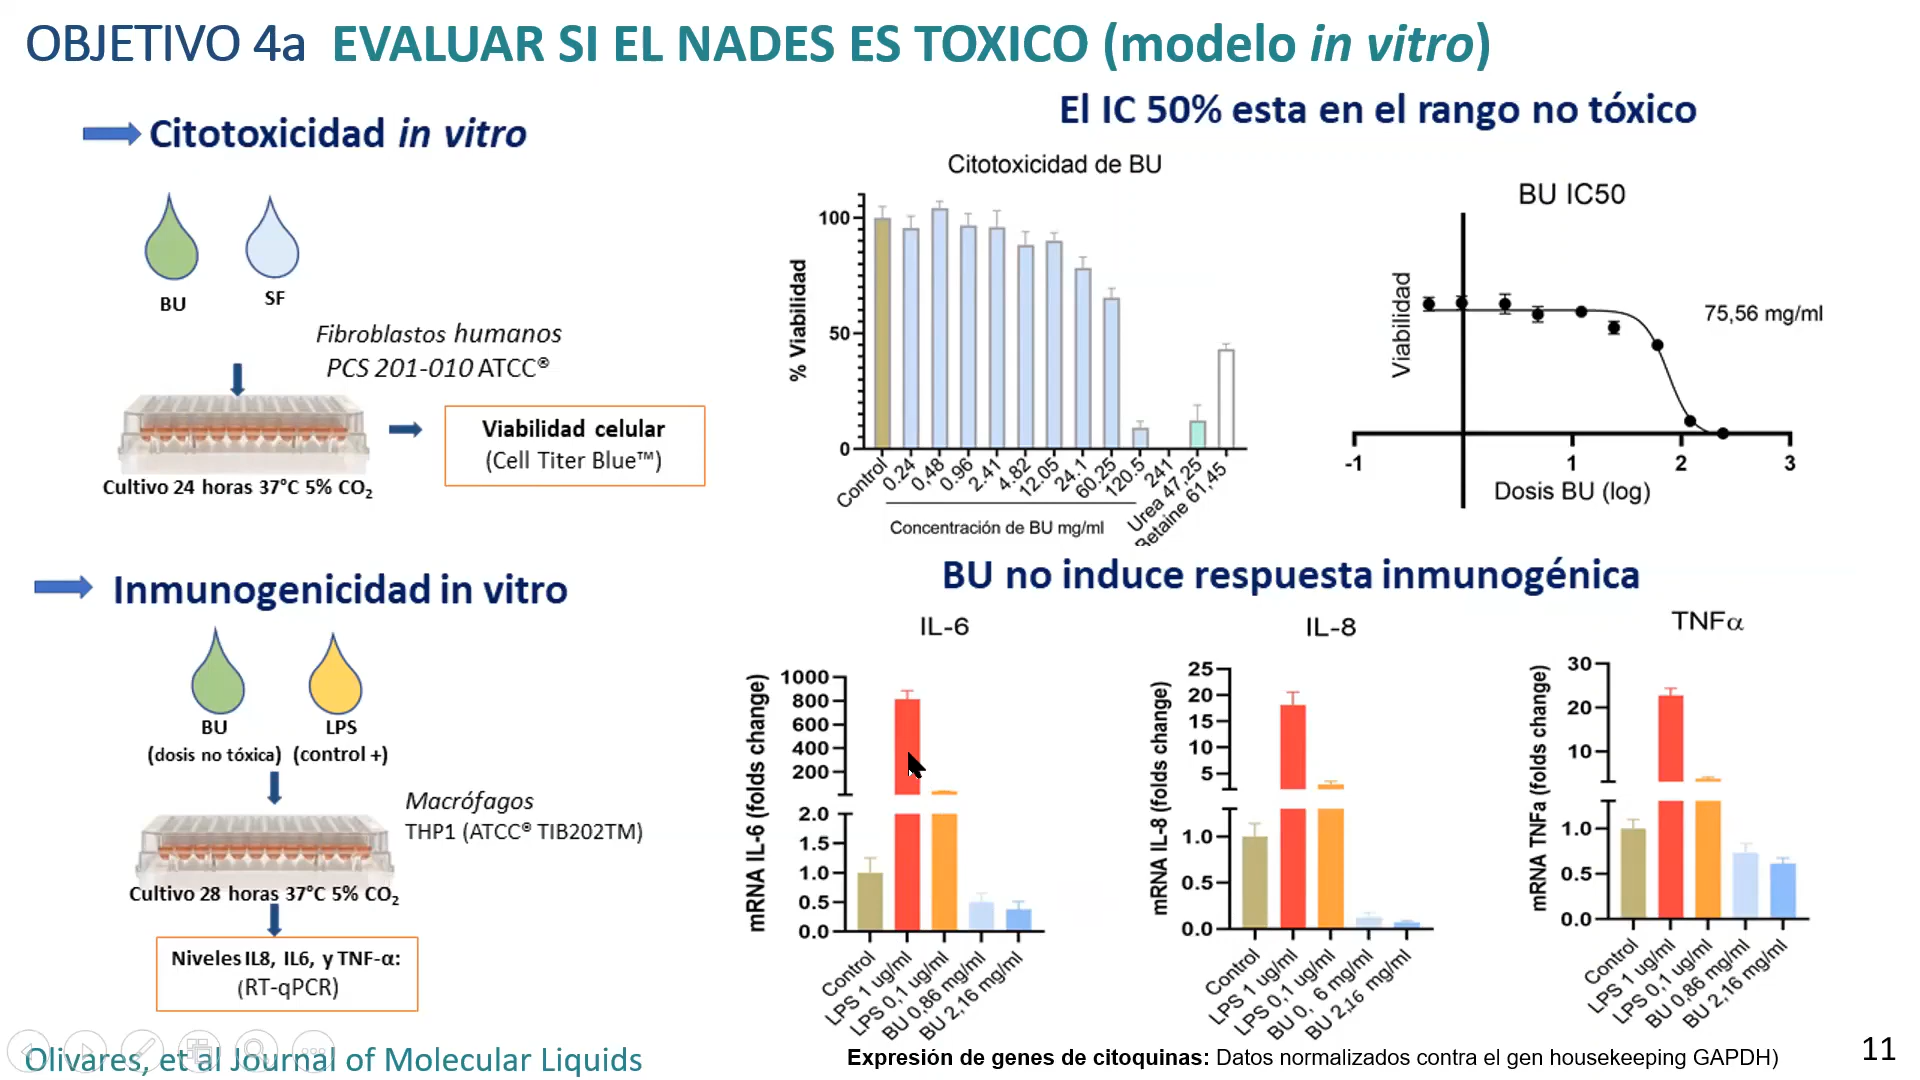 OBJETIVO 4a EVALUAR SI EL NADES ES TOXICO (modelo in vitro)
Citotoxicidad in vitro
BU
SF
Fibroblastos humanos
PCS 201-010 ATCC®
Viabilidad celular
(Cell Titer Blue™)
Cultivo 24 horas 37°C 5% CO2
El IC 50% esta en el rango no tóxico
Citotoxicidad de BU
% Viabilidad
100
50
0
Control
0.24
0.48
0.96
2.41
4.82
12.05
24.1
60.25
120.5
241
Urea 47,25
Betaine 61,45
Concentración de BU mg/ml
BU IC50
Viabilidad
75,56 mg/ml
-1
1
2
3
Dosis BU (log)
Inmunogenicidad in vitro
BU
(dosis no tóxica)
LPS
(control +)
Macrófagos
THP1 (ATCC® TIB202TM)
Cultivo 28 horas 37°C 5% CO2
Niveles IL8, IL6, y TNF-α:
(RT-qPCR)
BU no induce respuesta inmunogénica
IL-6
mRNA IL-6 (folds change)
1000
800
600
400
200
2.0
1.5
1.0
0.5
0.0
Control
LPS 1 ug/ml
LPS 0,1 ug/ml
BU 0,86 mg/ml
BU 2,16 mg/ml
IL-8
mRNA IL-8 (folds change)
25
20
15
10
5
1.0
0.5
0.0
Control
LPS 1 ug/ml
LPS 0,1 ug/ml
BU 0, 6 mg/ml
BU 2,16 mg/ml
TNFα
mRNA TNFa (folds change)
30
20
10
1.0
0.5
0.0
Control
LPS 1 ug/ml
LPS 0,1 ug/ml
BU 0,86 mg/ml
BU 2,16 mg/ml
Olivares, et al Journal of Molecular Liquids
Expresión de genes de citoquinas: Datos normalizados contra el gen housekeeping GAPDH)
11